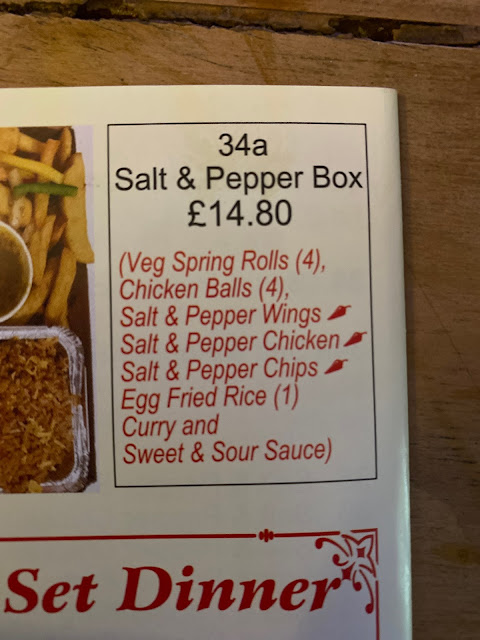 34a
Salt & Pepper Box
£14.80
(Veg Spring Rolls (4),
Chicken Balls (4),
Salt & Pepper Wings
Salt & Pepper Chicken
Salt & Pepper Chips
Egg Fried Rice (1)
Curry and
Sweet & Sour Sauce)
Set Dinner